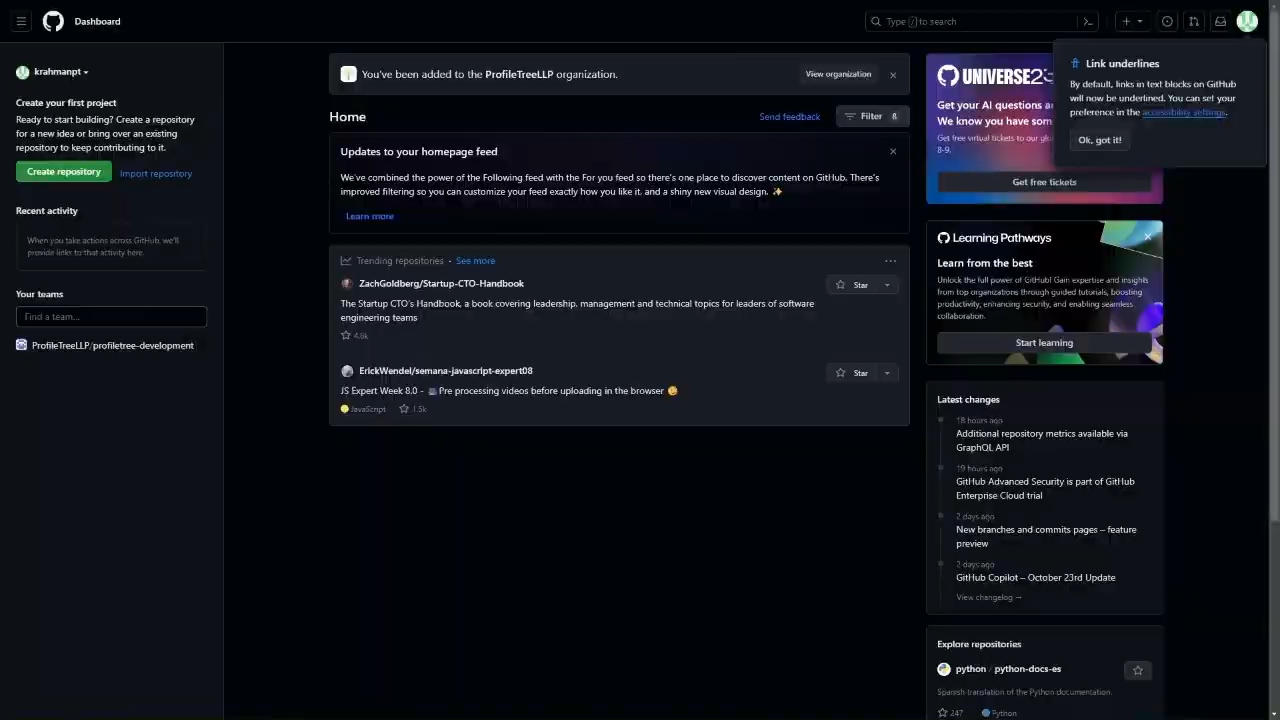 Dashboard
Type / to search
krahmanpt
Create your first project
Ready to start building? Create a repository
for a new idea or bring over an existing
repository to keep contributing to it.
Create repository
Import repository
Recent activity
When you take actions across GitHub, we'll
provide links to that activity here.
Your teams
Find a team...
ProfileTreeLLP/profiletree-development
You've been added to the ProfileTreeLLP organization.
View organization
Home
Send feedback
Filter 8
Updates to your homepage feed
We've combined the power of the Following feed with the For you feed so there's one place to discover content on GitHub. There's
improved filtering so you can customize your feed exactly how you like it, and a shiny new visual design. ✨
Learn more
Trending repositories · See more
ZachGoldberg/Startup-CTO-Handbook
Star
The Startup CTO's Handbook, a book covering leadership, management and technical topics for leaders of software
engineering teams
4.6k
ErickWendel/semana-javascript-expert08
Star
JS Expert Week 8.0 - Pre processing videos before uploading in the browser
JavaScript 1.5k
UNIVERSE23
Get your AI questions a
We know you have som
Get free virtual tickets to our glo
8-9.
Get free tickets
Link underlines
By default, links in text blocks on GitHub
will now be underlined. You can set your
preference in the accessibility settings.
Ok, got it!
Learning Pathways
Learn from the best
Unlock the full power of GitHub! Gain expertise and insights
from top organizations through guided tutorials, boosting
productivity, enhancing security, and enabling seamless
collaboration.
Start learning
Latest changes
18 hours ago
Additional repository metrics available via
GraphQL API
19 hours ago
GitHub Advanced Security is part of GitHub
Enterprise Cloud trial
2 days ago
New branches and commits pages – feature
preview
2 days ago
GitHub Copilot – October 23rd Update
View changelog →
Explore repositories
python / python-docs-es
Spanish translation of the Python documentation.
247 Python